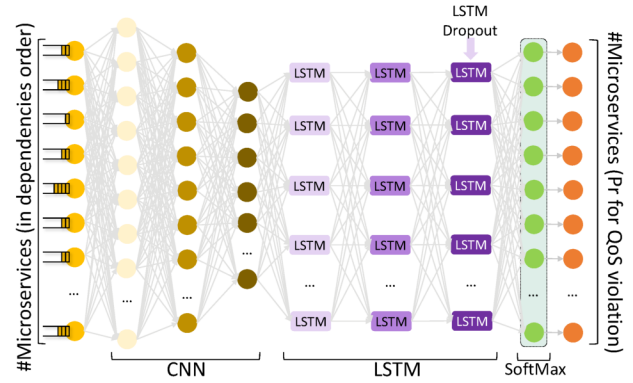 LSTM
Dropout
#Microservices (in dependencies order)
LSTM LSTM LSTM
LSTM LSTM LSTM
LSTM LSTM LSTM
LSTM LSTM LSTM
... ... ... ... ... ... ... ...
LSTM LSTM LSTM
#Microservices (Pr for QoS violation)
CNN
LSTM
SoftMax